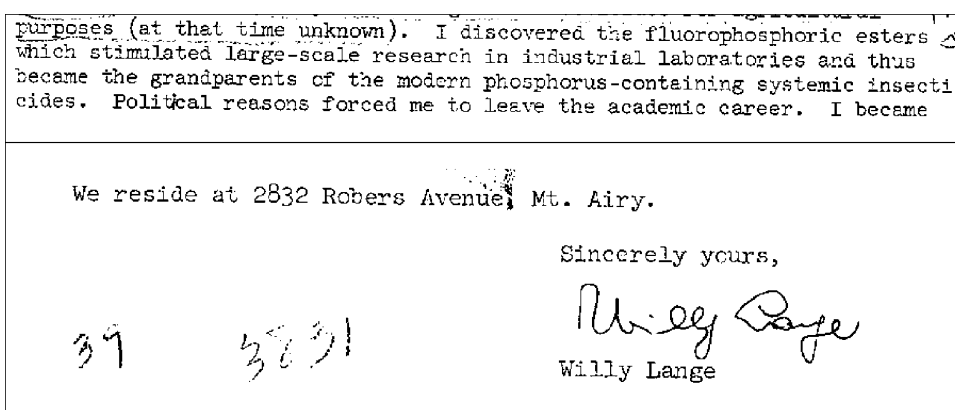 purposes (at that time unknown). I discovered the fluorophosphoric esters
which stimulated large-scale research in industrial laboratories and thus
became the grandparents of the modern phosphorus-containing systemic insecti
cides. Political reasons forced me to leave the academic career. I became
We reside at 2832 Robers Avenue, Mt. Airy.
Sincerely yours,
Willy Lange
Willy Lange
39 3831